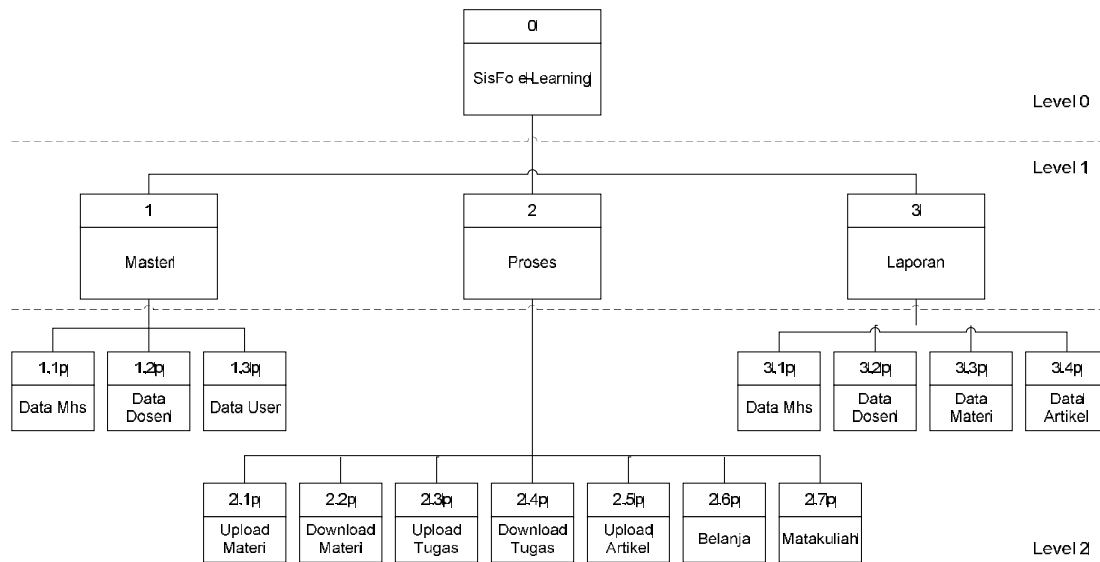 0
SisFo e-Learning
Level 0
Level 1
1
Master
2
Proses
3
Laporan
1.1p
Data Mhs
1.2p
Data
Dosen
1.3p
Data User
3.1p
Data Mhs
3.2p
Data
Dosen
3.3p
Data
Materi
3.4p
Data
Artikel
2.1p
Upload
Materi
2.2p
Download
Materi
2.3p
Upload
Tugas
2.4p
Download
Tugas
2.5p
Upload
Artikel
2.6p
Belanja
2.7p
Matakuliah
Level 2